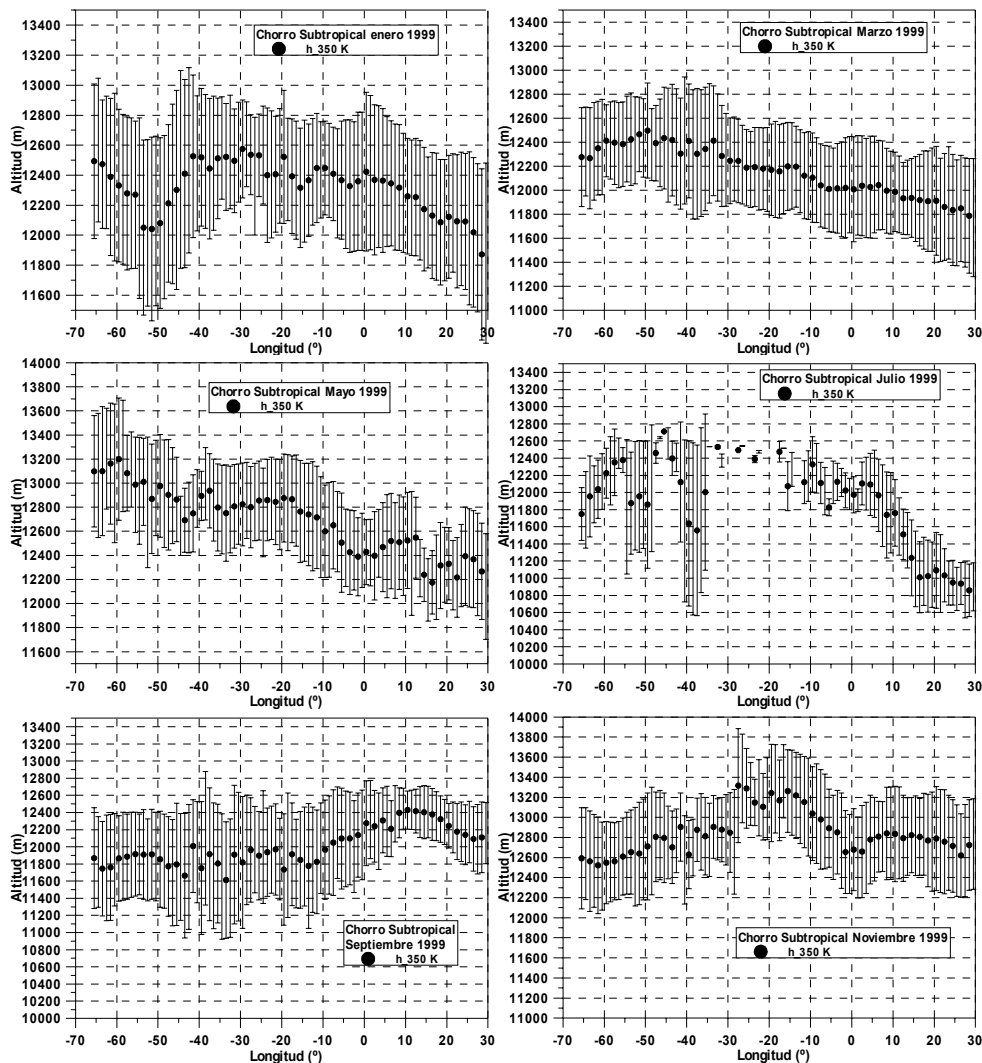 13400
13200
13000
12800
12600
12400
12200
12000
11800
11600
Altitud (m)
Chorro Subtropical enero 1999
h_350 K
-70 -60 -50 -40 -30 -20 -10 0 10 20 30
Longitud (º)
13400
13200
13000
12800
12600
12400
12200
12000
11800
11600
11400
11200
11000
Altitud (m)
Chorro Subtropical Marzo 1999
h_350 K
-70 -60 -50 -40 -30 -20 -10 0 10 20 30
Longitud (º)
14000
13800
13600
13400
13200
13000
12800
12600
12400
12200
12000
11800
11600
Altitud (m)
Chorro Subtropical Mayo 1999
h_350 K
-70 -60 -50 -40 -30 -20 -10 0 10 20 30
Longitud (º)
13400
13200
13000
12800
12600
12400
12200
12000
11800
11600
11400
11200
11000
10800
10600
10400
10200
10000
Altitud (m)
Chorro Subtropical Julio 1999
h_350 K
-70 -60 -50 -40 -30 -20 -10 0 10 20 30
Longitud (º)
13400
13200
13000
12800
12600
12400
12200
12000
11800
11600
11400
11200
11000
10800
10600
10400
10200
10000
Altitud (m)
Chorro Subtropical
Septiembre 1999
h_350 K
-70 -60 -50 -40 -30 -20 -10 0 10 20 30
Longitud (º)
14000
13800
13600
13400
13200
13000
12800
12600
12400
12200
12000
11800
11600
11400
11200
11000
Altitud (m)
Chorro Subtropical Noviembre 1999
h_350 K
-70 -60 -50 -40 -30 -20 -10 0 10 20 30
Longitud (º)